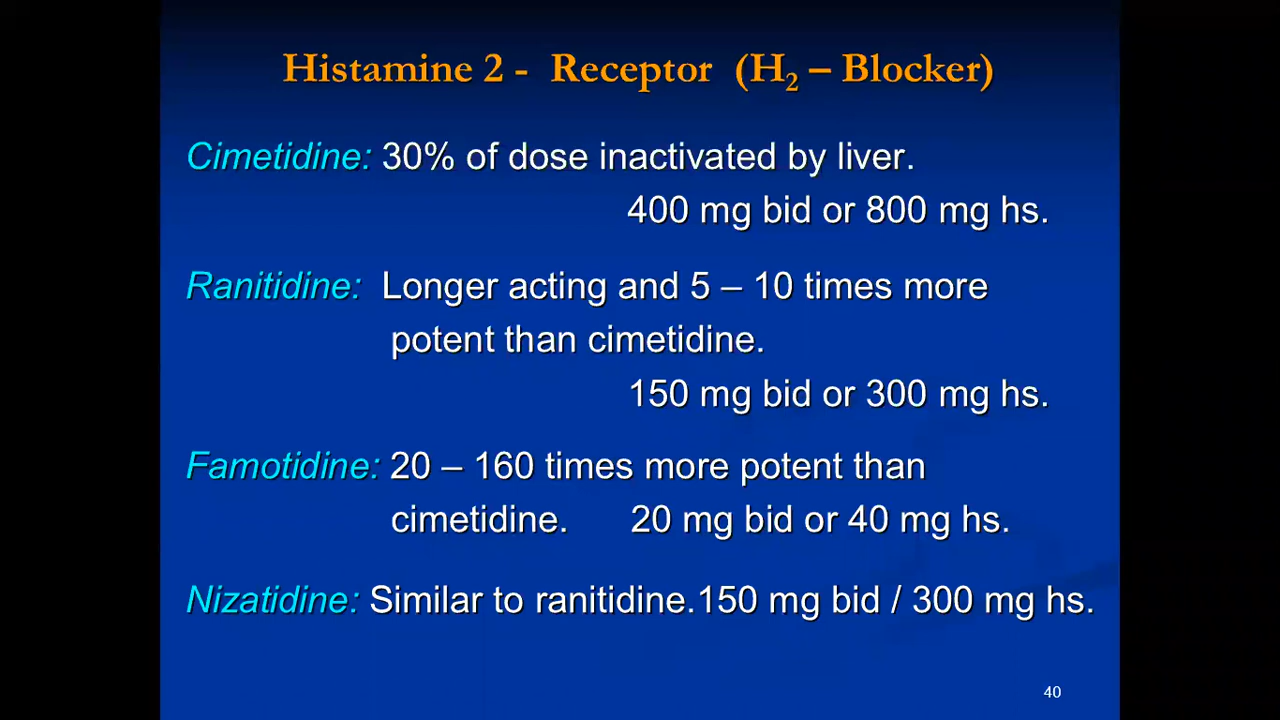 Histamine 2 - Receptor (H₂ – Blocker)
Cimetidine: 30% of dose inactivated by liver.
400 mg bid or 800 mg hs.
Ranitidine: Longer acting and 5 – 10 times more
potent than cimetidine.
150 mg bid or 300 mg hs.
Famotidine: 20 – 160 times more potent than
cimetidine. 20 mg bid or 40 mg hs.
Nizatidine: Similar to ranitidine.150 mg bid / 300 mg hs.
40